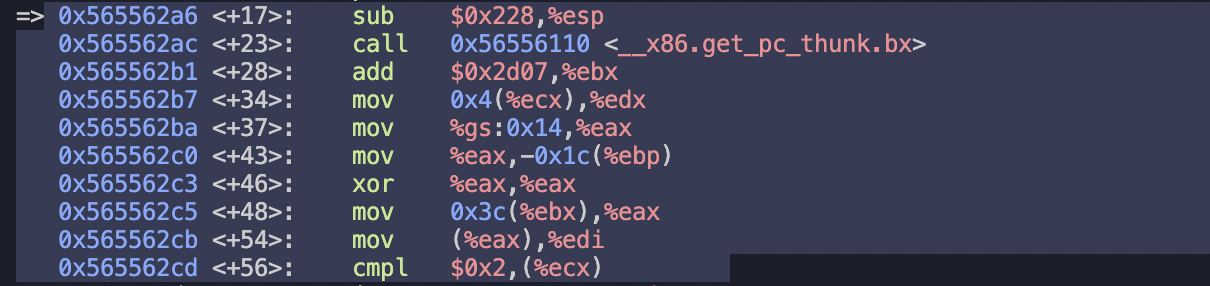 => 0x565562a6 <+17>: sub $0x228,%esp
0x565562ac <+23>: call 0x56556110 <__x86.get_pc_thunk.bx>
0x565562b1 <+28>: add $0x2d07,%ebx
0x565562b7 <+34>: mov 0x4(%ecx),%edx
0x565562ba <+37>: mov %gs:0x14,%eax
0x565562c0 <+43>: mov %eax,-0x1c(%ebp)
0x565562c3 <+46>: xor %eax,%eax
0x565562c5 <+48>: mov 0x3c(%ebx),%eax
0x565562cb <+54>: mov (%eax),%edi
0x565562cd <+56>: cmpl $0x2,(%ecx)